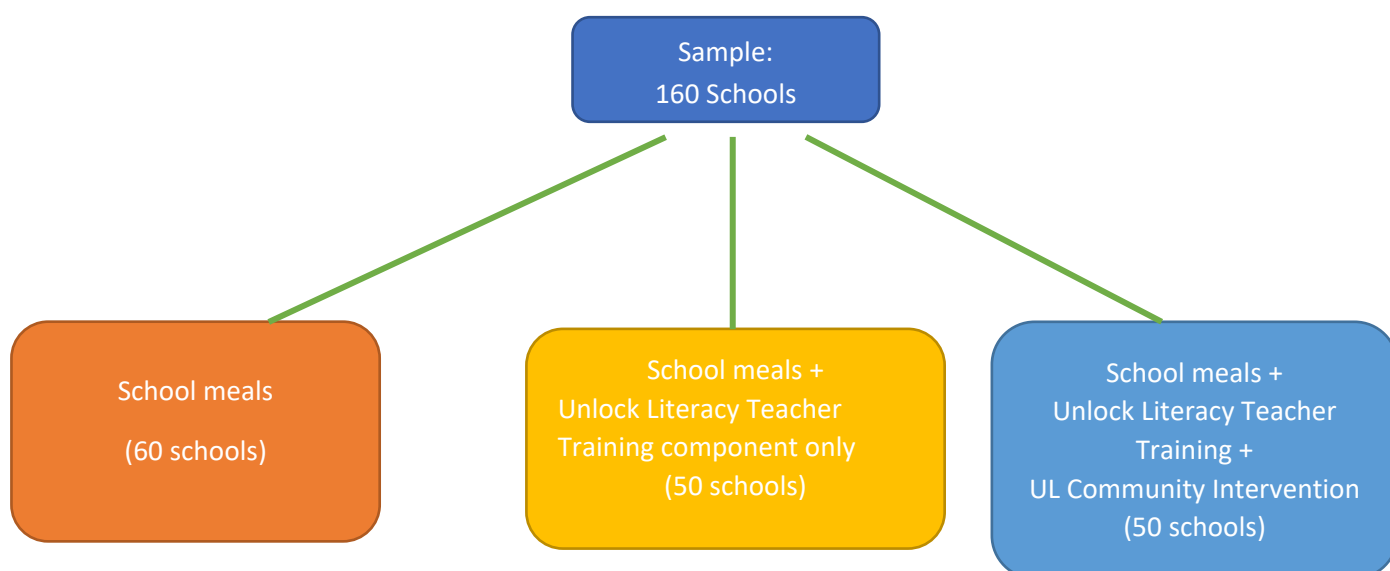 Sample:
160 Schools
School meals
(60 schools)
School meals +
Unlock Literacy Teacher
Training component only
(50 schools)
School meals +
Unlock Literacy Teacher
Training +
UL Community Intervention
(50 schools)